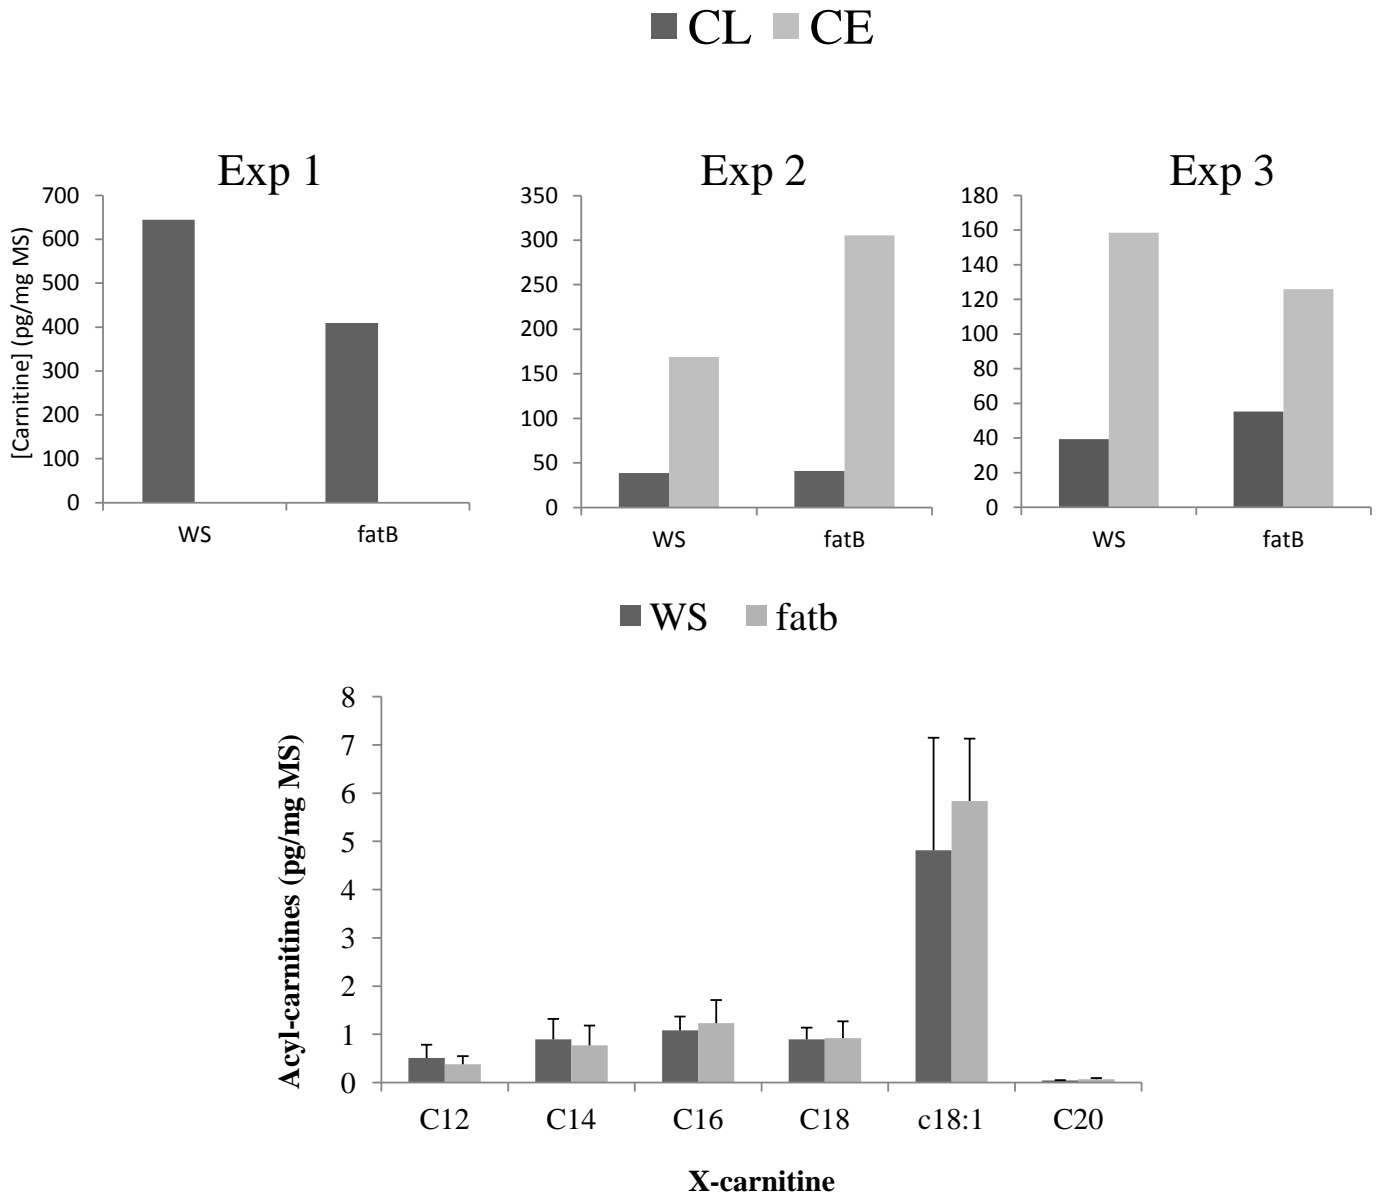 CL CE
Exp 1
Exp 2
Exp 3
[Carnitine] (pg/mg MS)
700
600
500
400
300
200
100
0
WS fatB
350
300
250
200
150
100
50
0
WS fatB
180
160
140
120
100
80
60
40
20
0
WS fatB
WS fatb
Acyl-carnitines (pg/mg MS)
8
7
6
5
4
3
2
1
0
C12 C14 C16 C18 c18:1 C20
X-carnitine